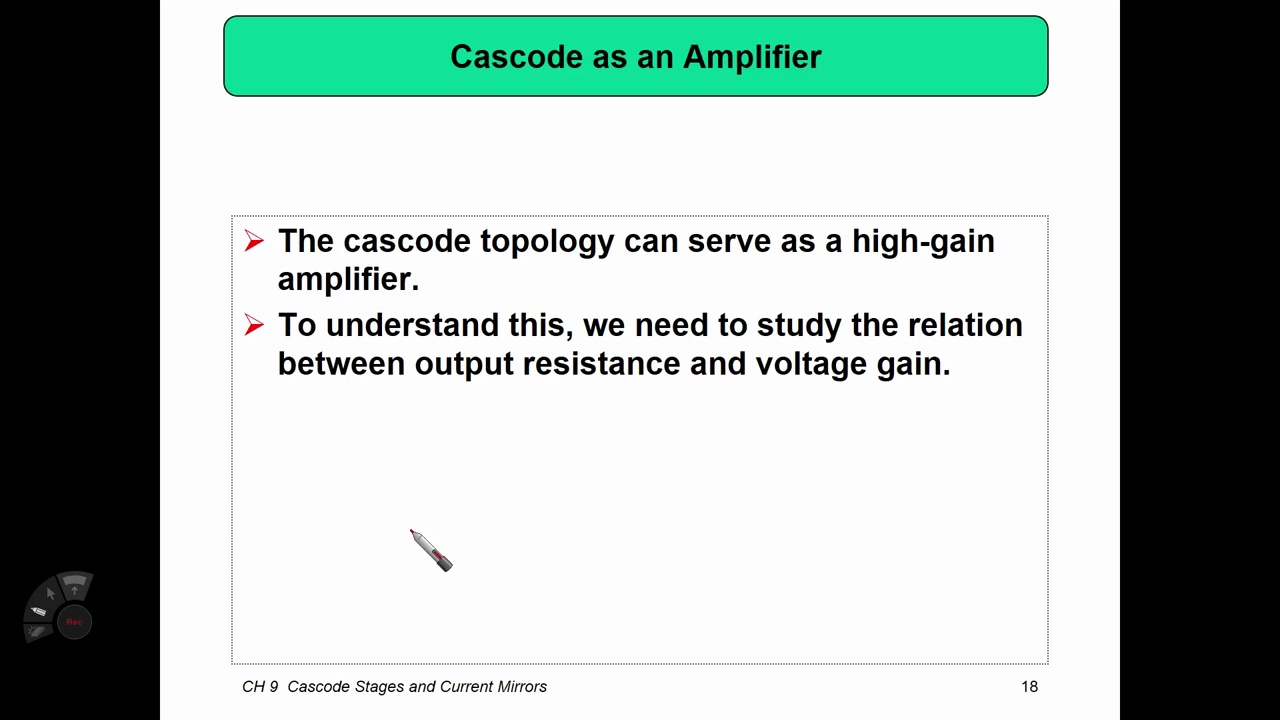 Cascode as an Amplifier
The cascode topology can serve as a high-gain
amplifier.
To understand this, we need to study the relation
between output resistance and voltage gain.
CH 9 Cascode Stages and Current Mirrors
18